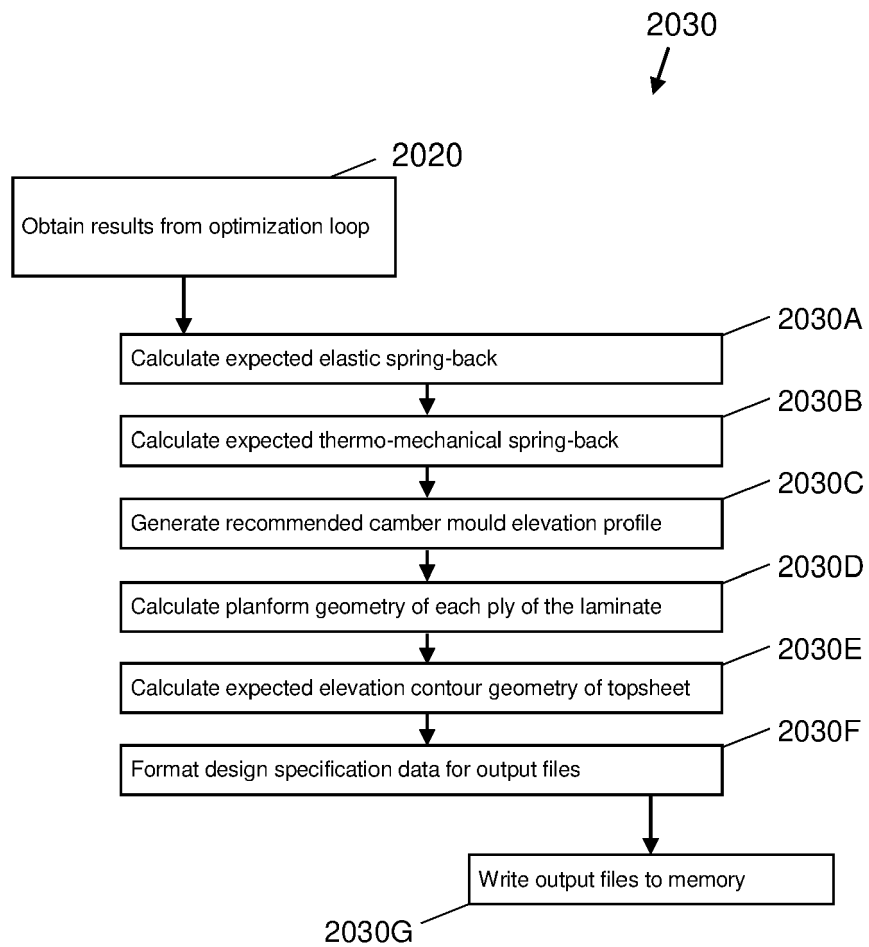 2030
2020
Obtain results from optimization loop
2030A
Calculate expected elastic spring-back
2030B
Calculate expected thermo-mechanical spring-back
2030C
Generate recommended camber mould elevation profile
2030D
Calculate planform geometry of each ply of the laminate
2030E
Calculate expected elevation contour geometry of topsheet
2030F
Format design specification data for output files
Write output files to memory
2030G